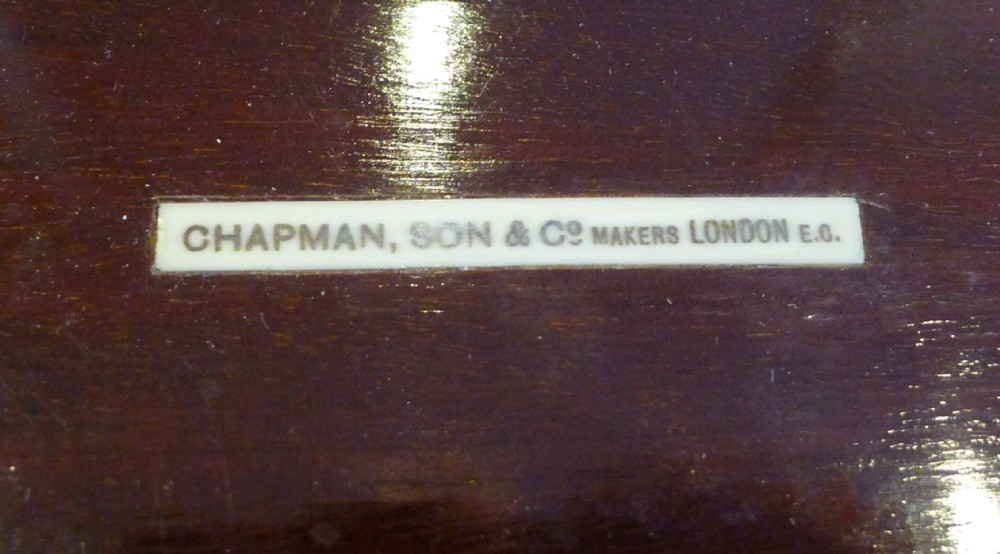 CHAPMAN, SON & Cº MAKERS LONDON E.C.